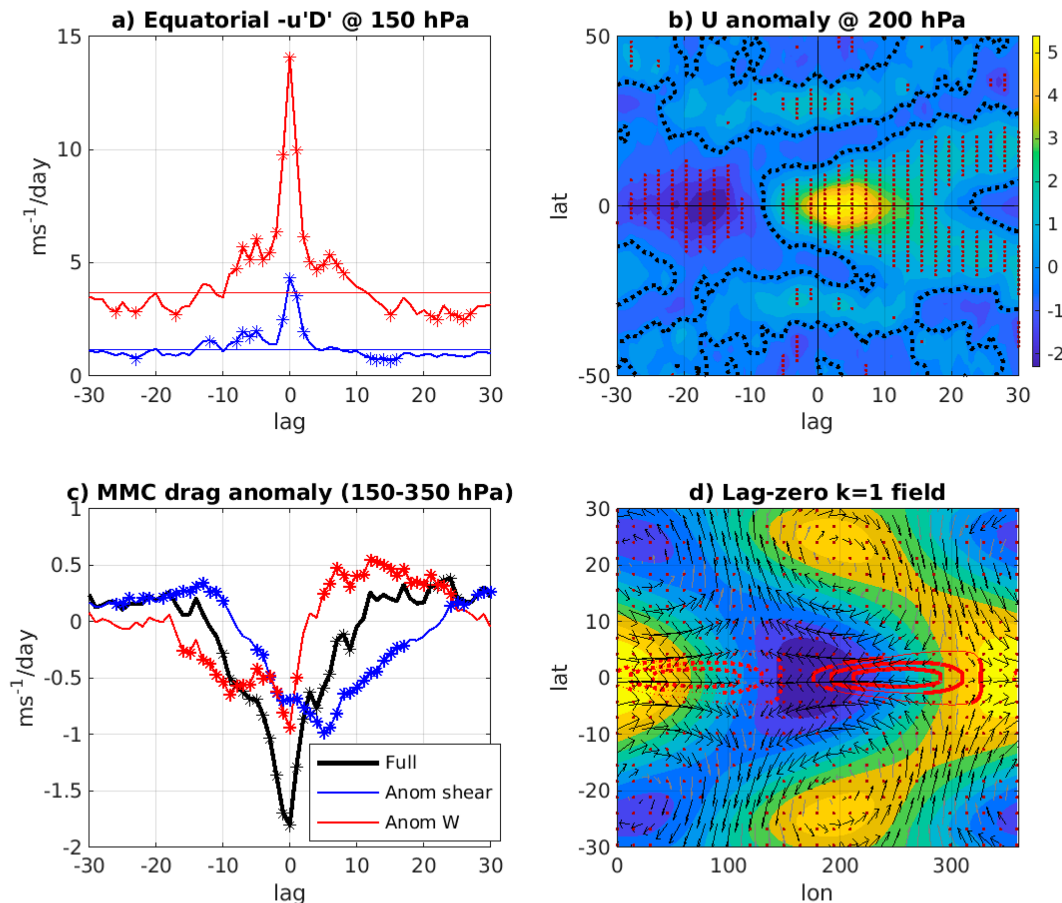 a) Equatorial -u'D' @ 150 hPa
15
10
5
0
ms⁻¹/day
-30 -20 -10 0 10 20 30
lag
b) U anomaly @ 200 hPa
50
0
-50
lat
-30 -20 -10 0 10 20 30
lag
5
4
3
2
1
0
-1
-2
c) MMC drag anomaly (150-350 hPa)
1
0.5
0
-0.5
-1
-1.5
-2
ms⁻¹/day
-30 -20 -10 0 10 20 30
lag
Full
Anom shear
Anom W
d) Lag-zero k=1 field
30
20
10
0
-10
-20
-30
lat
0 100 200 300
lon